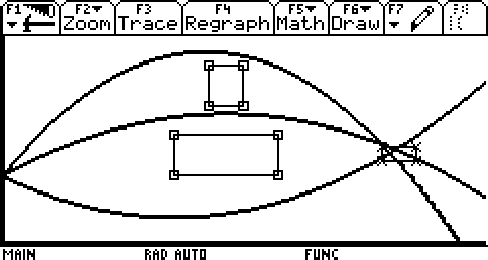 F1 F2 F3 F4 F5 F6 F7
Zoom Trace Regraph Math Draw
MAIN RAD AUTO FUNC